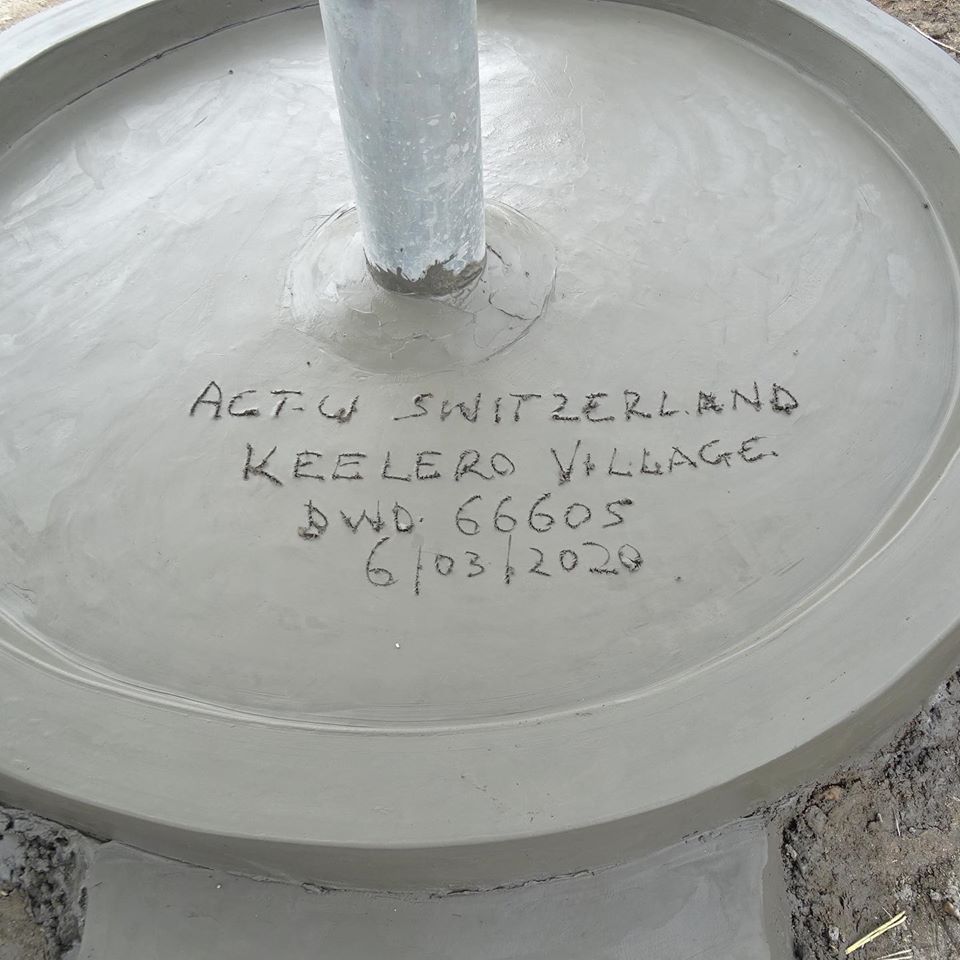 ACT-W SWITZERLAND
KEELERO VILLAGE.
DWD. 66605
6/03/2020